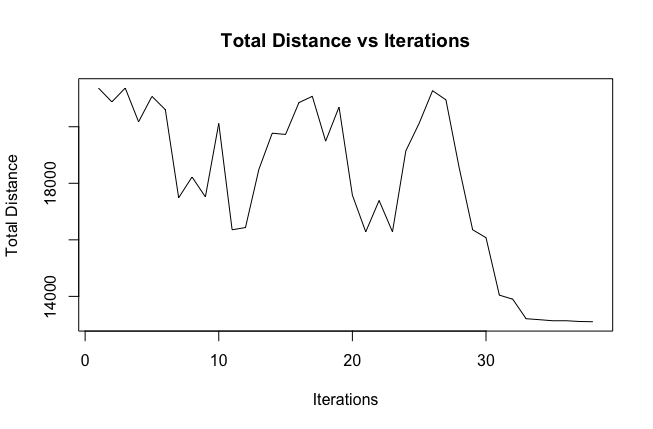 Total Distance vs Iterations
Total Distance
18000
14000
0 10 20 30
Iterations